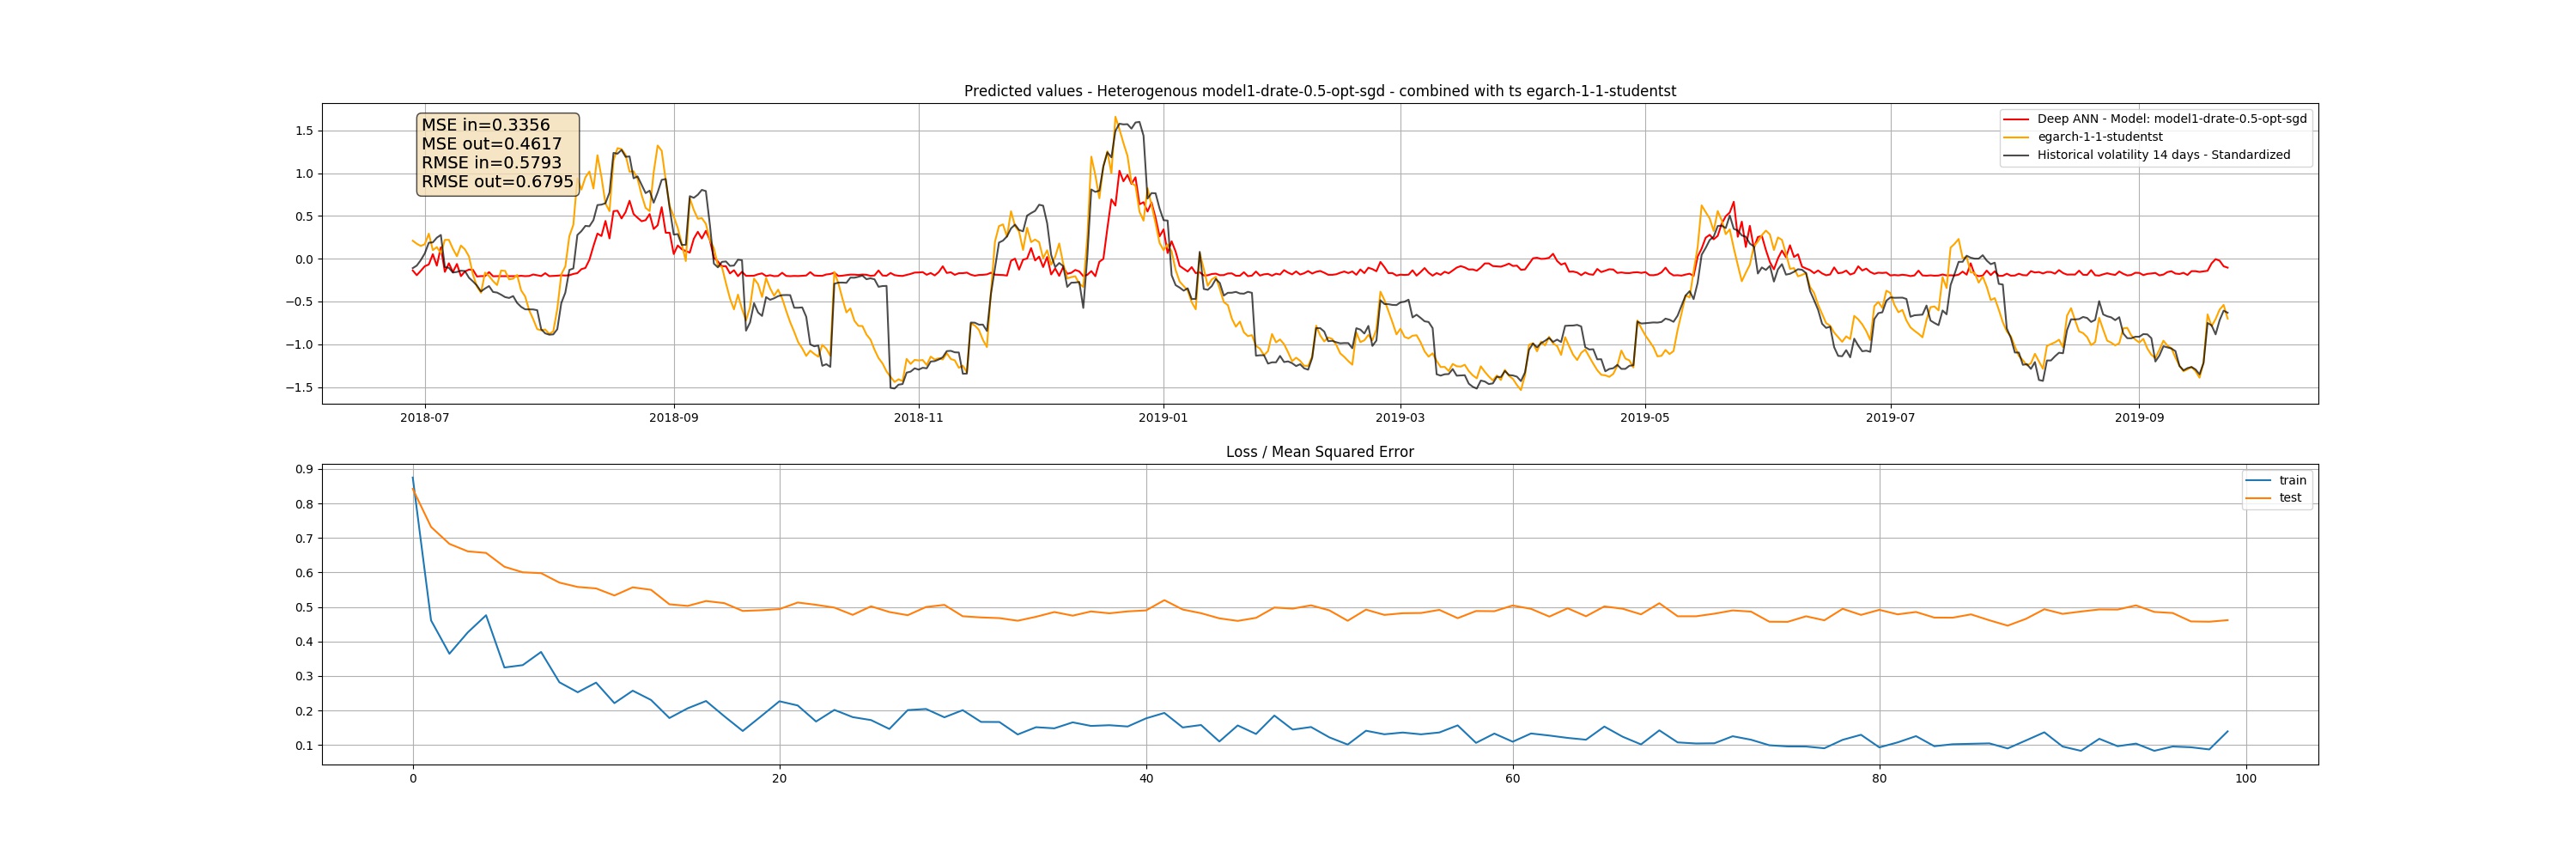 Predicted values - Heterogenous model1-drate-0.5-opt-sgd - combined with ts egarch-1-1-studentst
MSE in=0.3356
MSE out=0.4617
RMSE in=0.5793
RMSE out=0.6795
Deep ANN - Model: model1-drate-0.5-opt-sgd
egarch-1-1-studentst
Historical volatility 14 days - Standardized
1.5
1.0
0.5
0.0
−0.5
−1.0
−1.5
2018-07 2018-09 2018-11 2019-01 2019-03 2019-05 2019-07 2019-09
Loss / Mean Squared Error
train
test
0.9
0.8
0.7
0.6
0.5
0.4
0.3
0.2
0.1
0 20 40 60 80 100